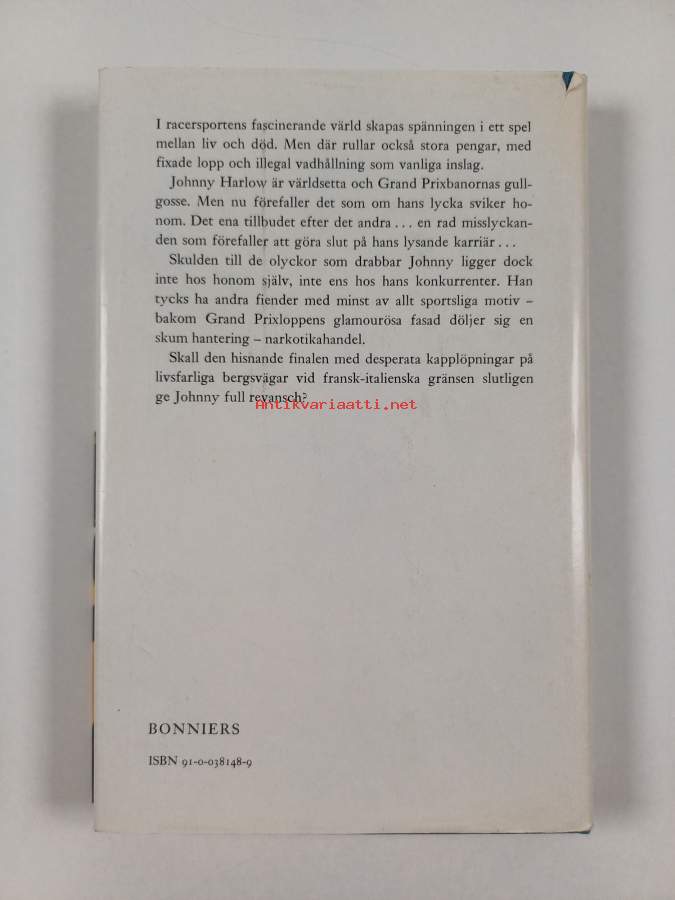 I racersportens fascinerande värld skapas spänningen i ett spel
mellan liv och död. Men där rullar också stora pengar, med
fixade lopp och illegal vadhållning som vanliga inslag.
Johnny Harlow är världsetta och Grand Prixbanornas gull-
gosse. Men nu förefaller det som om hans lycka sviker ho-
nom. Det ena tillbudet efter det andra . . . en rad misslyckan-
den som förefaller att göra slut på hans lysande karriär . . .
Skulden till de olyckor som drabbar Johnny ligger dock
inte hos honom själv, inte ens hos hans konkurrenter. Han
tycks ha andra fiender med minst av allt sportsliga motiv –
bakom Grand Prixloppens glamourösa fasad döljer sig en
skum hantering – narkotikahandel.
Skall den hisnande finalen med desperata kapplöpningar på
livsfarliga bergsvägar vid fransk-italienska gränsen slutligen
ge Johnny full revansch?
Antikvariaatti.net
BONNIERS
ISBN 91-0-038148-9